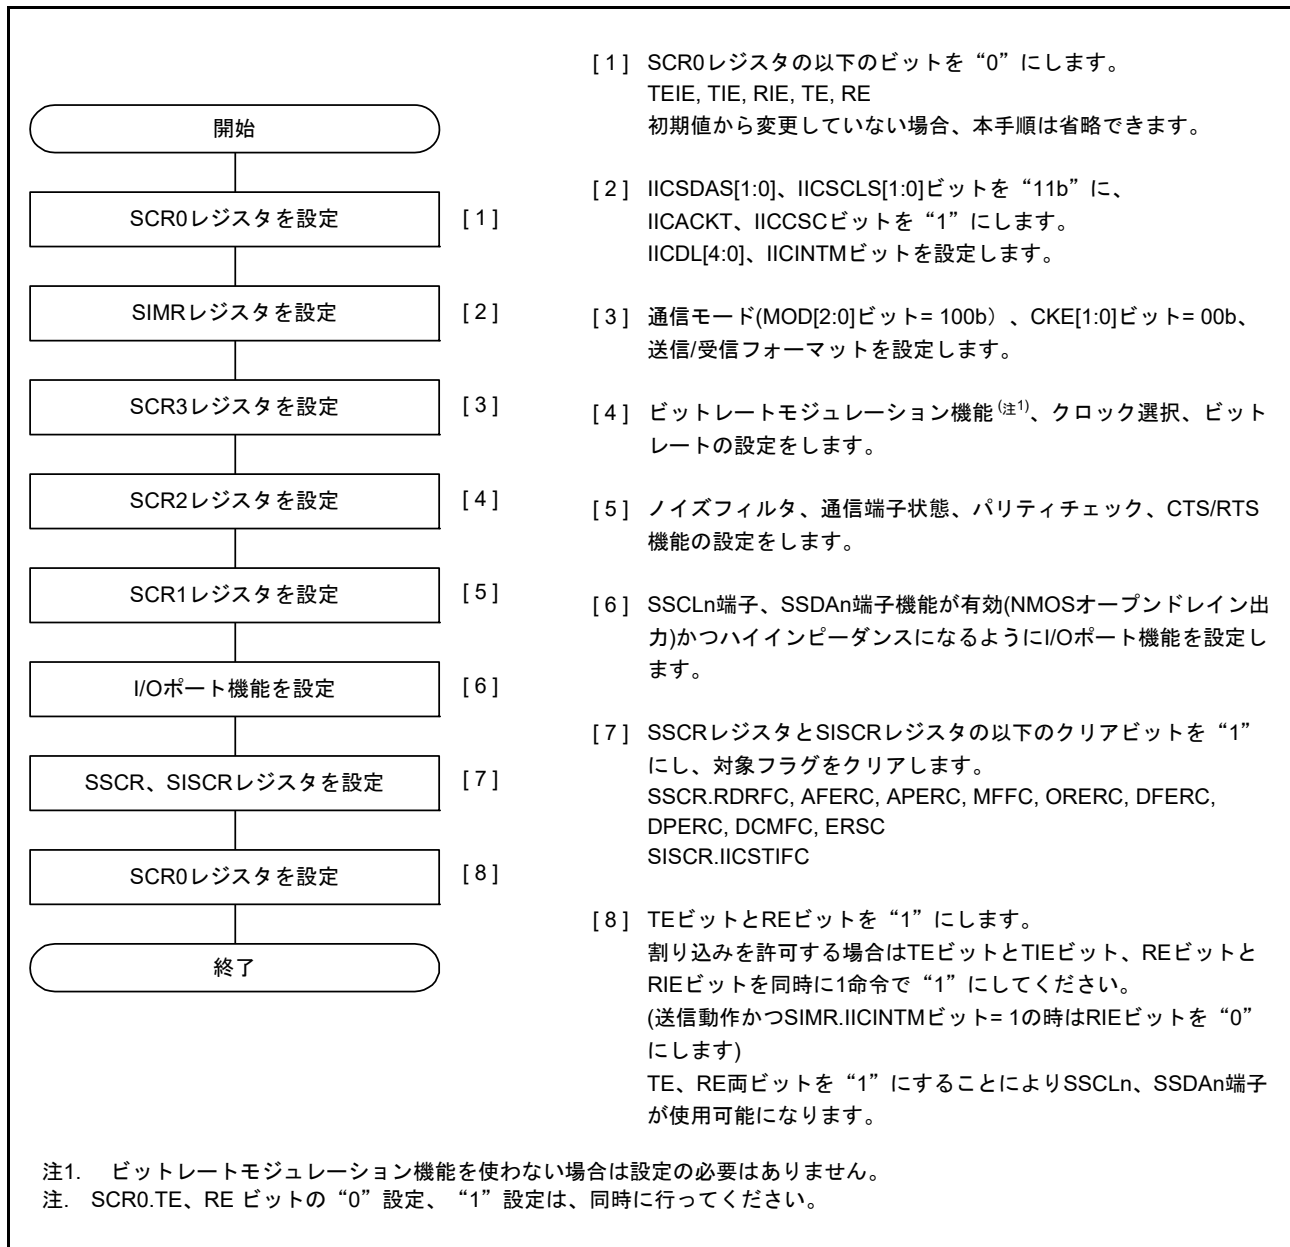 開始
SCR0レジスタを設定 [ 1 ]
SIMRレジスタを設定 [ 2 ]
SCR3レジスタを設定 [ 3 ]
SCR2レジスタを設定 [ 4 ]
SCR1レジスタを設定 [ 5 ]
I/Oポート機能を設定 [ 6 ]
SSCR、SISCRレジスタを設定 [ 7 ]
SCR0レジスタを設定 [ 8 ]
終了
[ 1 ] SCR0レジスタの以下のビットを“0”にします。
TEIE, TIE, RIE, TE, RE
初期値から変更していない場合、本手順は省略できます。
[ 2 ] IICSDAS[1:0]、IICSCLS[1:0]ビットを“11b”に、
IICACKT、IICCSCビットを“1”にします。
IICDL[4:0]、IICINTMビットを設定します。
[ 3 ] 通信モード(MOD[2:0]ビット= 100b）、CKE[1:0]ビット= 00b、
送信/受信フォーマットを設定します。
[ 4 ] ビットレートモジュレーション機能(注1)、クロック選択、ビット
レートの設定をします。
[ 5 ] ノイズフィルタ、通信端子状態、パリティチェック、CTS/RTS
機能の設定をします。
[ 6 ] SSCLn端子、SSDAn端子機能が有効(NMOSオープンドレイン出
力)かつハイインピーダンスになるようにI/Oポート機能を設定し
ます。
[ 7 ] SSCRレジスタとSISCRレジスタの以下のクリアビットを“1”
にし、対象フラグをクリアします。
SSCR.RDRFC, AFERC, APERC, MFFC, ORERC, DFERC,
DPERC, DCMFC, ERSC
SISCR.IICSTIFC
[ 8 ] TEビットとREビットを“1”にします。
割り込みを許可する場合はTEビットとTIEビット、REビットと
RIEビットを同時に1命令で“1”にしてください。
(送信動作かつSIMR.IICINTMビット= 1の時はRIEビットを“0”
にします)
TE、RE両ビットを“1”にすることによりSSCLn、SSDAn端子
が使用可能になります。
注1. ビットレートモジュレーション機能を使わない場合は設定の必要はありません。
注. SCR0.TE、RE ビットの“0”設定、“1”設定は、同時に行ってください。